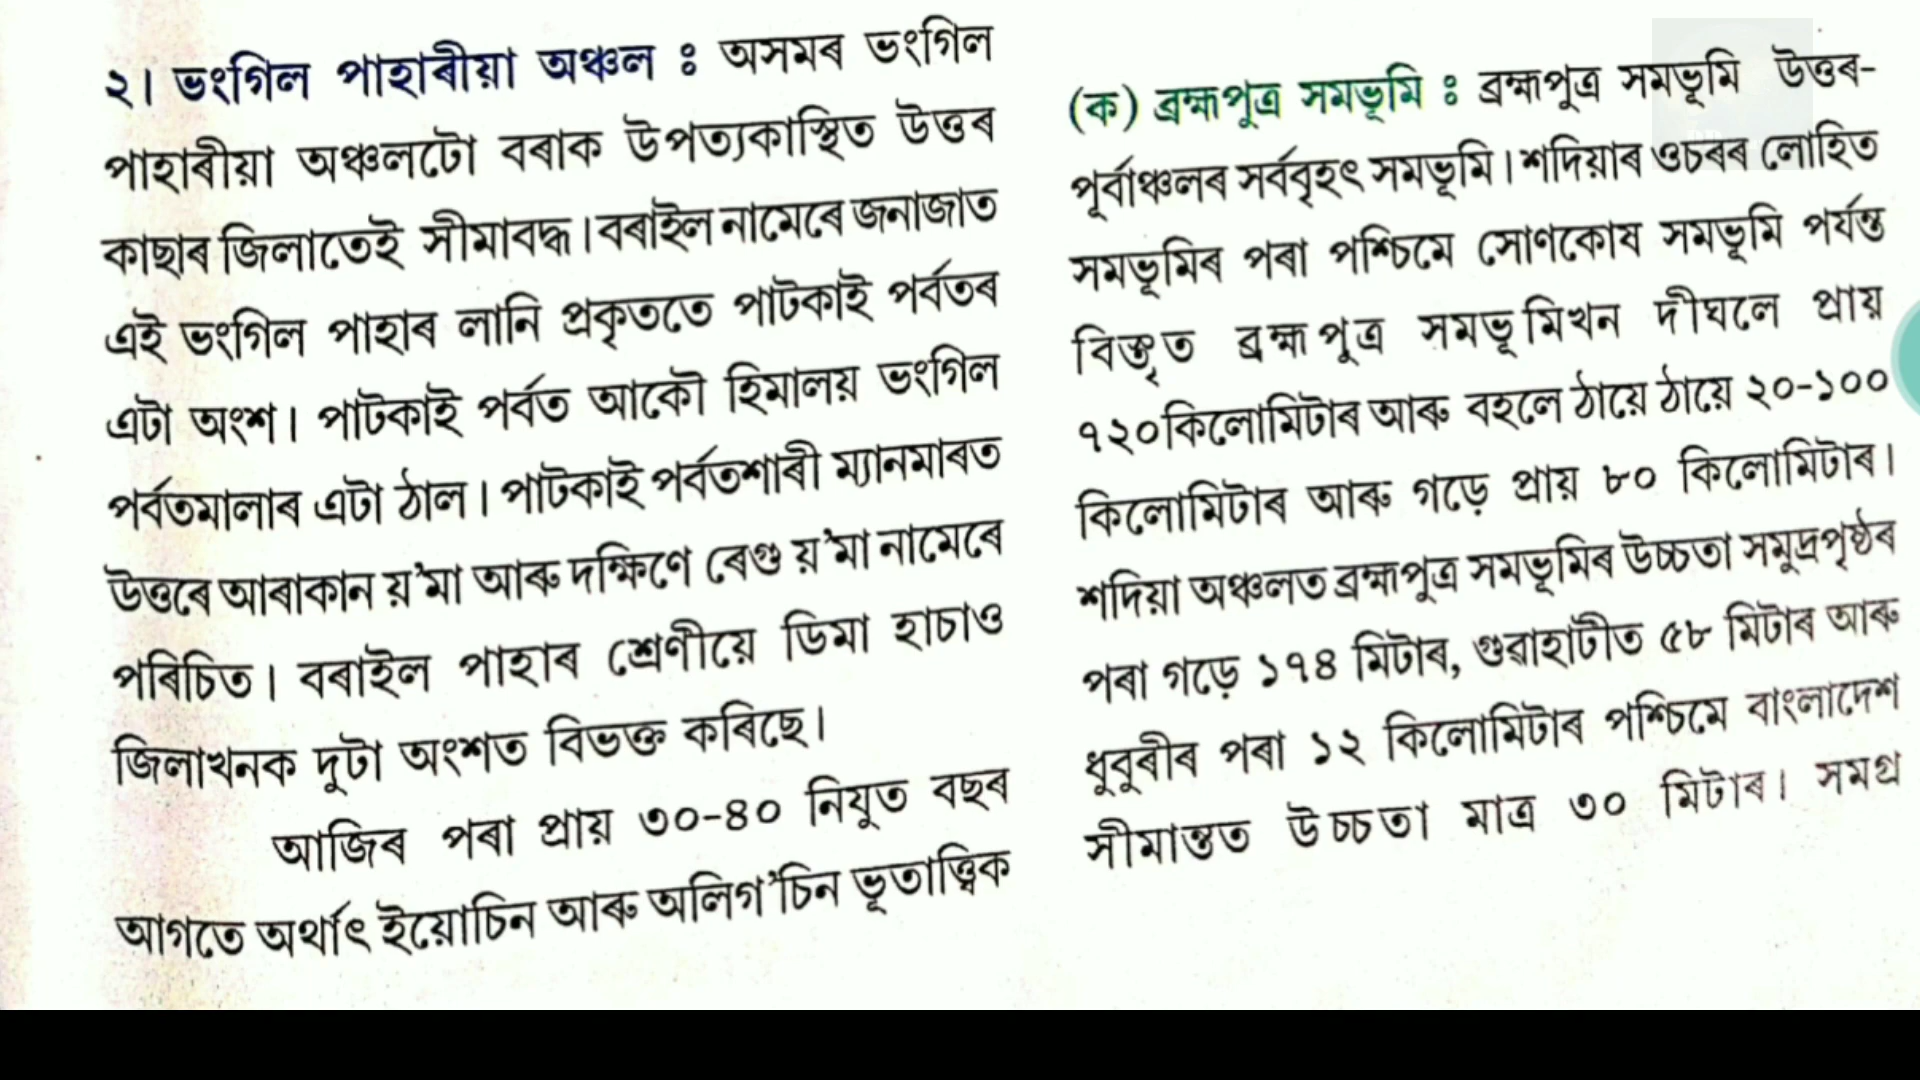 ২। ভংগিল পাহাৰীয়া অঞ্চল : অসমৰ ভংগিল
পাহাৰীয়া অঞ্চলটো বৰাক উপত্যকাস্থিত উত্তৰ
কাছাৰ জিলাতেই সীমাবদ্ধ। বৰাইল নামেৰে জনাজাত
এই ভংগিল পাহাৰ লানি প্ৰকৃততে পাটকাই পৰ্বতৰ
এটা অংশ। পাটকাই পৰ্বত আকৌ হিমালয় ভংগিল
পৰ্বতমালাৰ এটা ঠাল। পাটকাই পৰ্বতশাৰী ম্যানমাৰত
উত্তৰে আৰাকান য়'মা আৰু দক্ষিণে ৰেগু য়'মা নামেৰে
পৰিচিত। বৰাইল পাহাৰ শ্ৰেণীয়ে ডিমা হাচাও
জিলাখনক দুটা অংশত বিভক্ত কৰিছে।
আজিৰ পৰা প্ৰায় ৩০-৪০ নিযুত বছৰ
আগতে অৰ্থাৎ ইয়োচিন আৰু অলিগ'চিন ভূতাত্ত্বিক
(ক) ব্ৰহ্মপুত্ৰ সমভূমি : ব্ৰহ্মপুত্ৰ সমভূমি উত্তৰ-
পূৰ্বাঞ্চলৰ সৰ্ববৃহৎ সমভূমি। শদিয়াৰ ওচৰৰ লোহিত
সমভূমিৰ পৰা পশ্চিমে সোণকোষ সমভূমি পৰ্যন্ত
বিস্তৃত ব্ৰহ্মপুত্ৰ সমভূমিখন দীঘলে প্ৰায়
৭২০কিলোমিটাৰ আৰু বহলে ঠায়ে ঠায়ে ২০-১০০
কিলোমিটাৰ আৰু গড়ে প্ৰায় ৮০ কিলোমিটাৰ।
শদিয়া অঞ্চলত ব্ৰহ্মপুত্ৰ সমভূমিৰ উচ্চতা সমুদ্ৰপৃষ্ঠৰ
পৰা গড়ে ১৭৪ মিটাৰ, গুৱাহাটীত ৫৮ মিটাৰ আৰু
ধুবুৰীৰ পৰা ১২ কিলোমিটাৰ পশ্চিমে বাংলাদেশ
সীমান্তত উচ্চতা মাত্ৰ ৩০ মিটাৰ। সমগ্ৰ